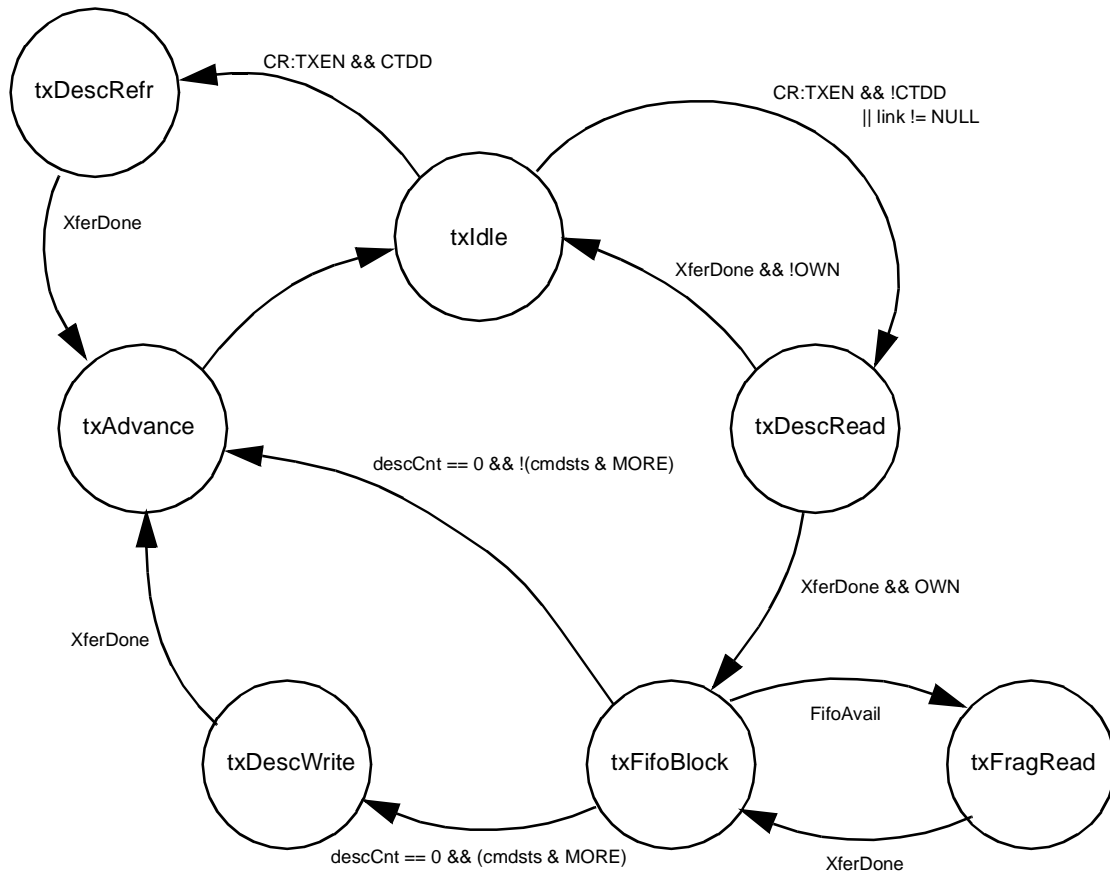 CR:TXEN && CTDD
txDescRefr
CR:TXEN && !CTDD
|| link != NULL
XferDone
txIdle
XferDone && !OWN
txAdvance
txDescRead
descCnt == 0 && !(cmdsts & MORE)
XferDone && OWN
XferDone
FifoAvail
txDescWrite
txFifoBlock
txFragRead
descCnt == 0 && (cmdsts & MORE)
XferDone